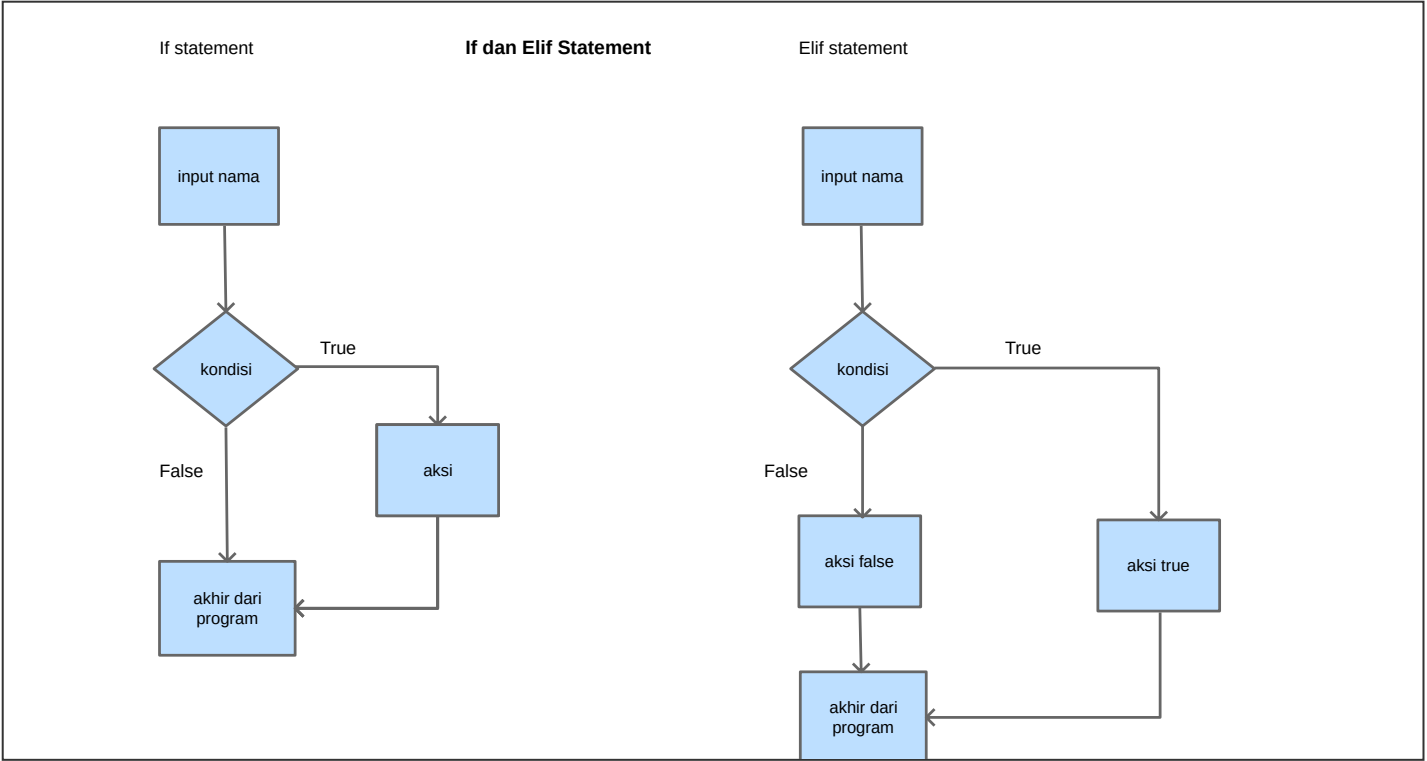 If statement
If dan Elif Statement
Elif statement
input nama
kondisi
True
False
aksi
akhir dari
program
input nama
kondisi
True
False
aksi false
aksi true
akhir dari
program